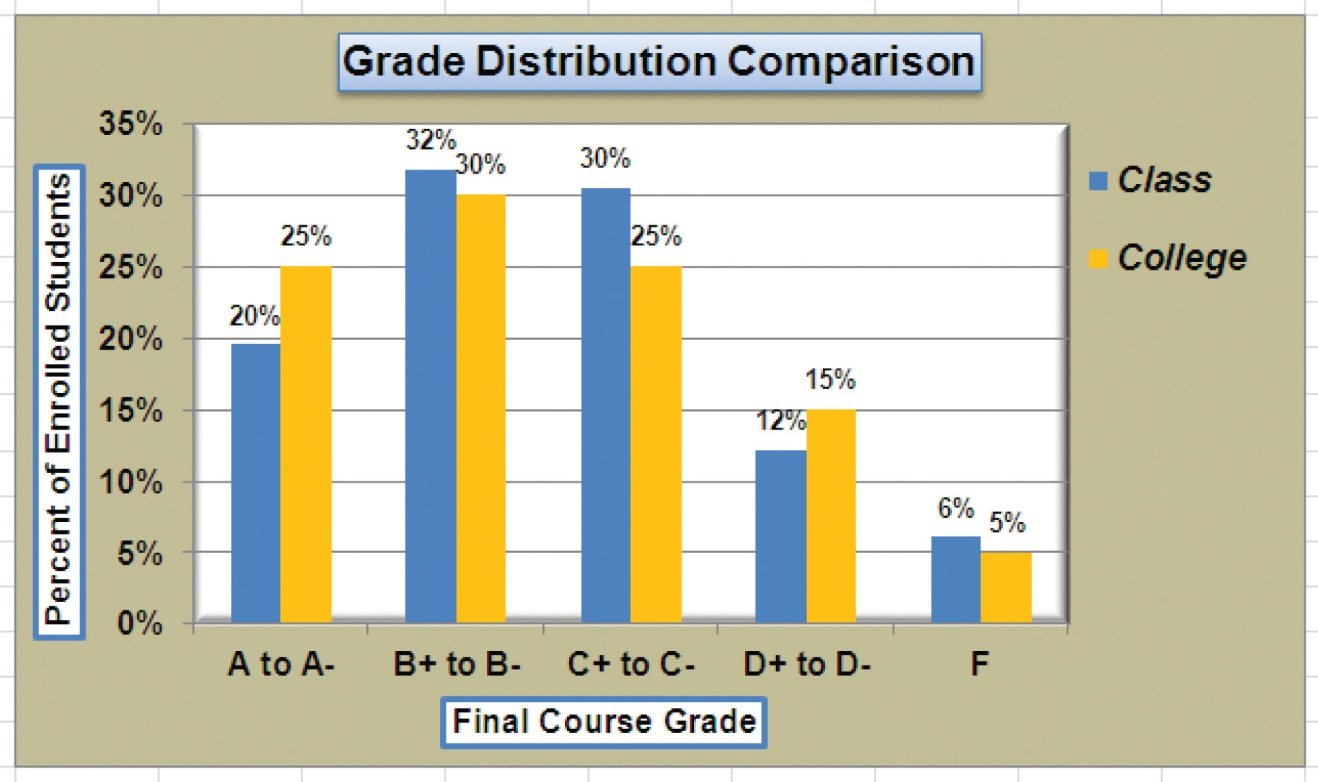 Grade Distribution Comparison
Percent of Enrolled Students
35%
30%
25%
20%
15%
10%
5%
0%
20%
25%
32%
30%
30%
25%
12%
15%
6%
5%
A to A-
B+ to B-
C+ to C-
D+ to D-
F
Final Course Grade
Class
College